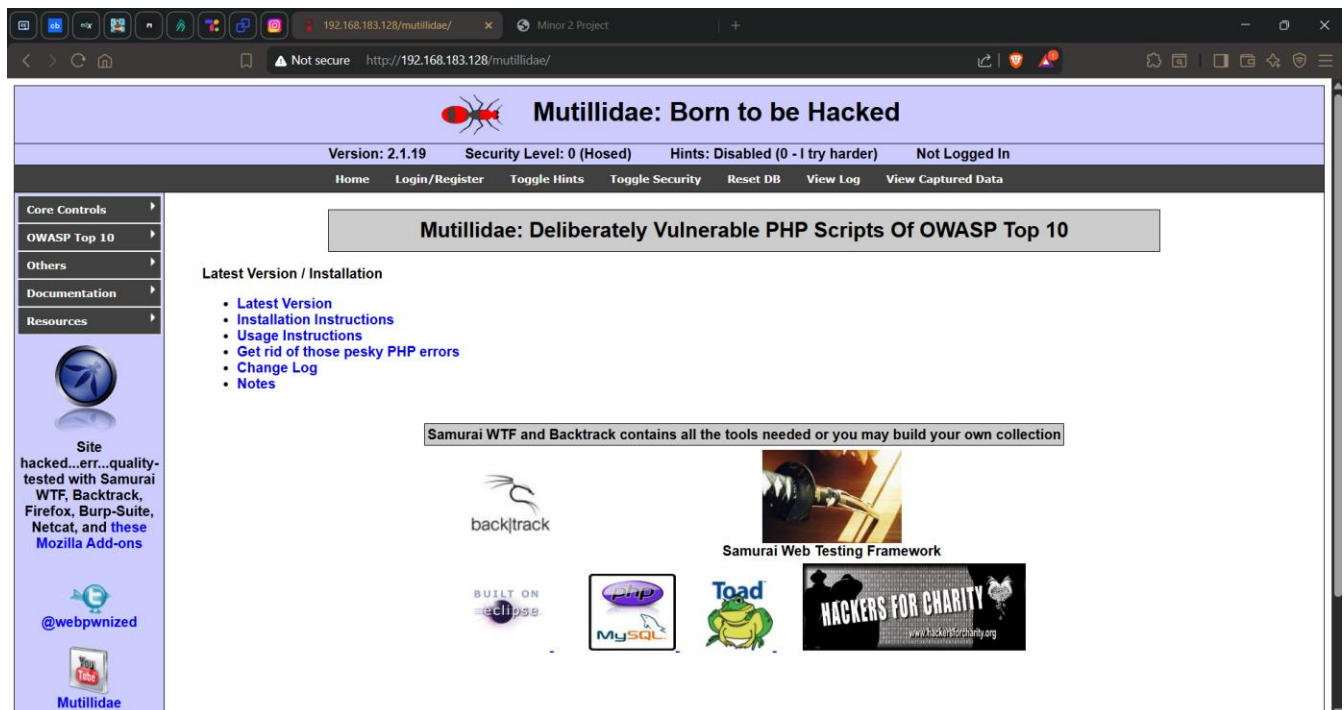 192.168.183.128/mutillidae/
Minor 2 Project
Not secure http://192.168.183.128/mutillidae/
Mutillidae: Born to be Hacked
Version: 2.1.19 Security Level: 0 (Hosed) Hints: Disabled (0 - I try harder) Not Logged In
Home Login/Register Toggle Hints Toggle Security Reset DB View Log View Captured Data
Core Controls
OWASP Top 10
Others
Documentation
Resources
Site
hacked...err...quality-
tested with Samurai
WTF, Backtrack,
Firefox, Burp-Suite,
Netcat, and these
Mozilla Add-ons
@webpwnized
You
Tube
Mutillidae
Mutillidae: Deliberately Vulnerable PHP Scripts Of OWASP Top 10
Latest Version / Installation
• Latest Version
• Installation Instructions
• Usage Instructions
• Get rid of those pesky PHP errors
• Change Log
• Notes
Samurai WTF and Backtrack contains all the tools needed or you may build your own collection
back|track
Samurai Web Testing Framework
BUILT ON
eclipse
php
MySQL
Toad
HACKERS FOR CHARITY
www.hackersforcharity.org